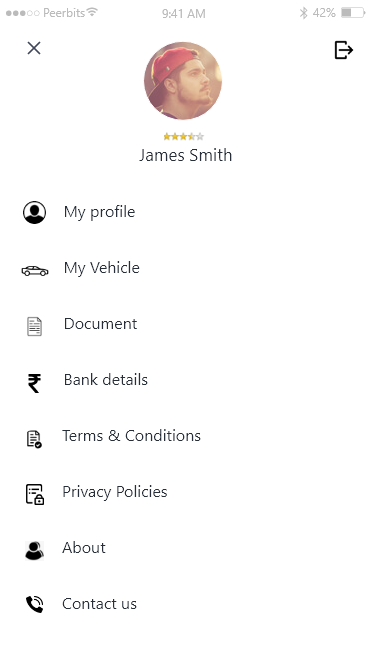 Peerbits 9:41 AM 42%
James Smith
My profile
My Vehicle
Document
₹ Bank details
Terms & Conditions
Privacy Policies
About
Contact us